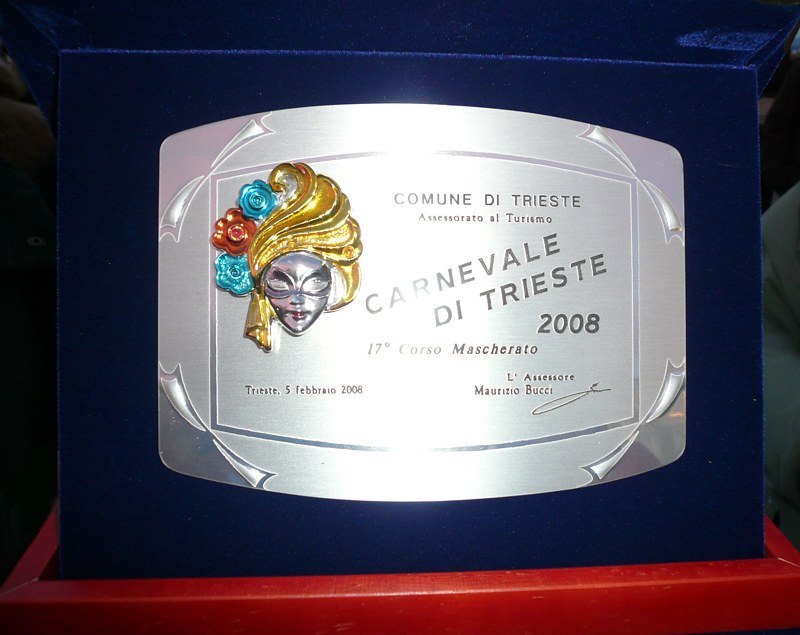 COMUNE DI TRIESTE
Assessorato al Turismo
CARNEVALE
DI TRIESTE
2008
17° Corso Mascherato
L' Assessore
Trieste, 5 febbraio 2008 Maurizio Bucci